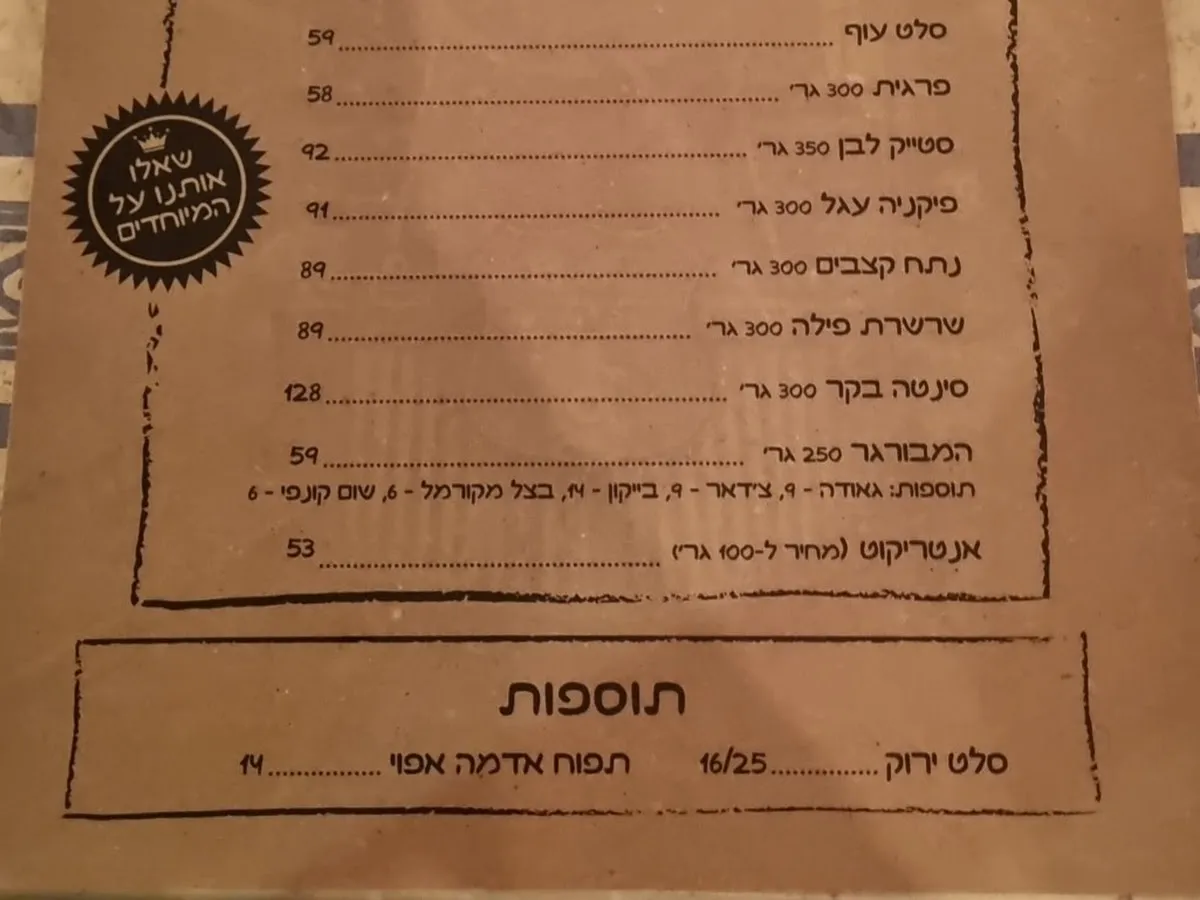 סלט עוף 59
פרגית 300 גר' 58
סטייק לבן 350 גר' 92
פיקניה עגל 300 גר' 91
נתח קצבים 300 גר' 89
שרשרת פילה 300 גר' 89
סינטה בקר 300 גר' 128
המבורגר 250 גר' 59
תוספות: גאודה - 9, צ'דאר - 9, בייקון - 14, בצל מקורמל - 6, שום קונפי - 6
אנטריקוט (מחיר ל-100 גר') 53
שאלו
אותנו על
המיוחדים
תוספות
סלט ירוק 16/25 תפוח אדמה אפוי 14